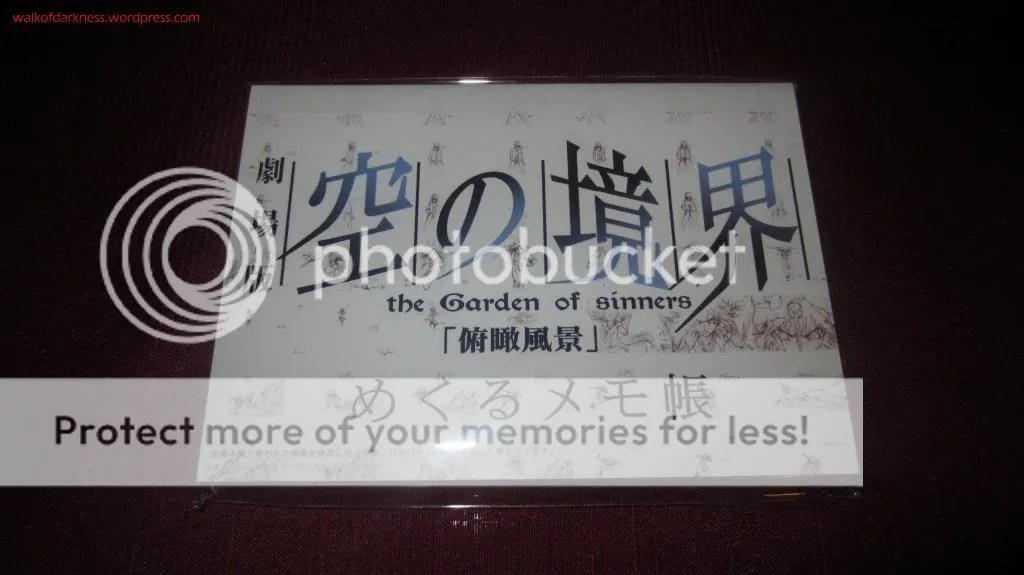 walkofdarkness.wordpress.com
劇場版
空の境界
the Garden of sinners
「俯瞰風景」
photobucket
めくるメモ帳
Protect more of your memories for less!